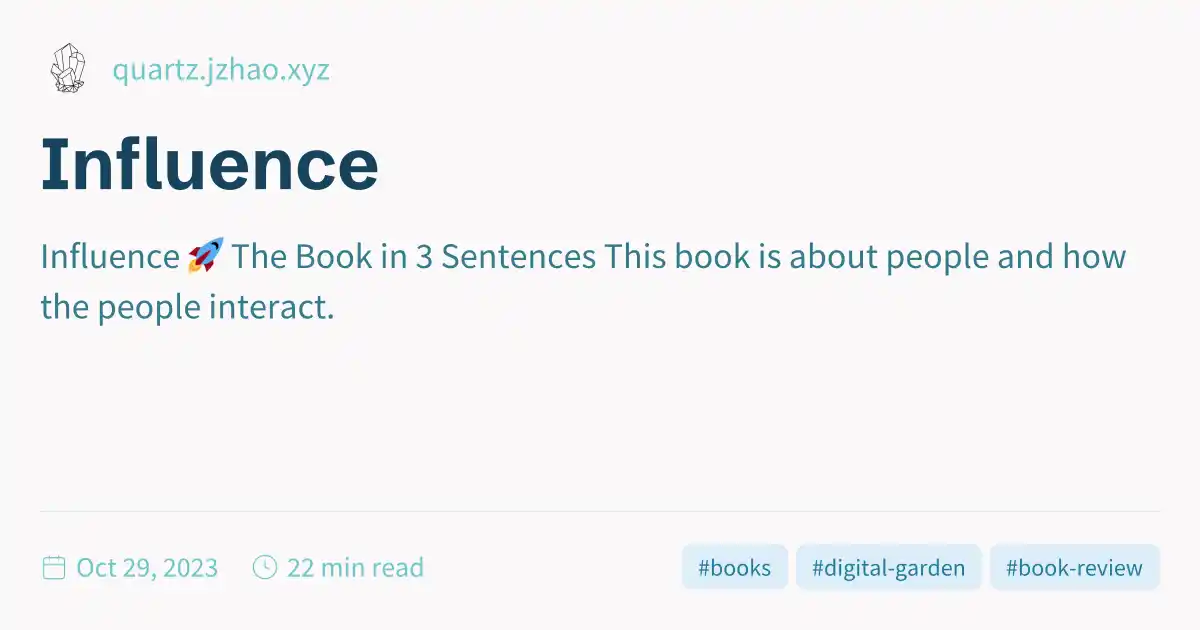 quartz.jzhao.xyz
Influence
Influence 🚀 The Book in 3 Sentences This book is about people and how
the people interact.
Oct 29, 2023 22 min read #books #digital-garden #book-review